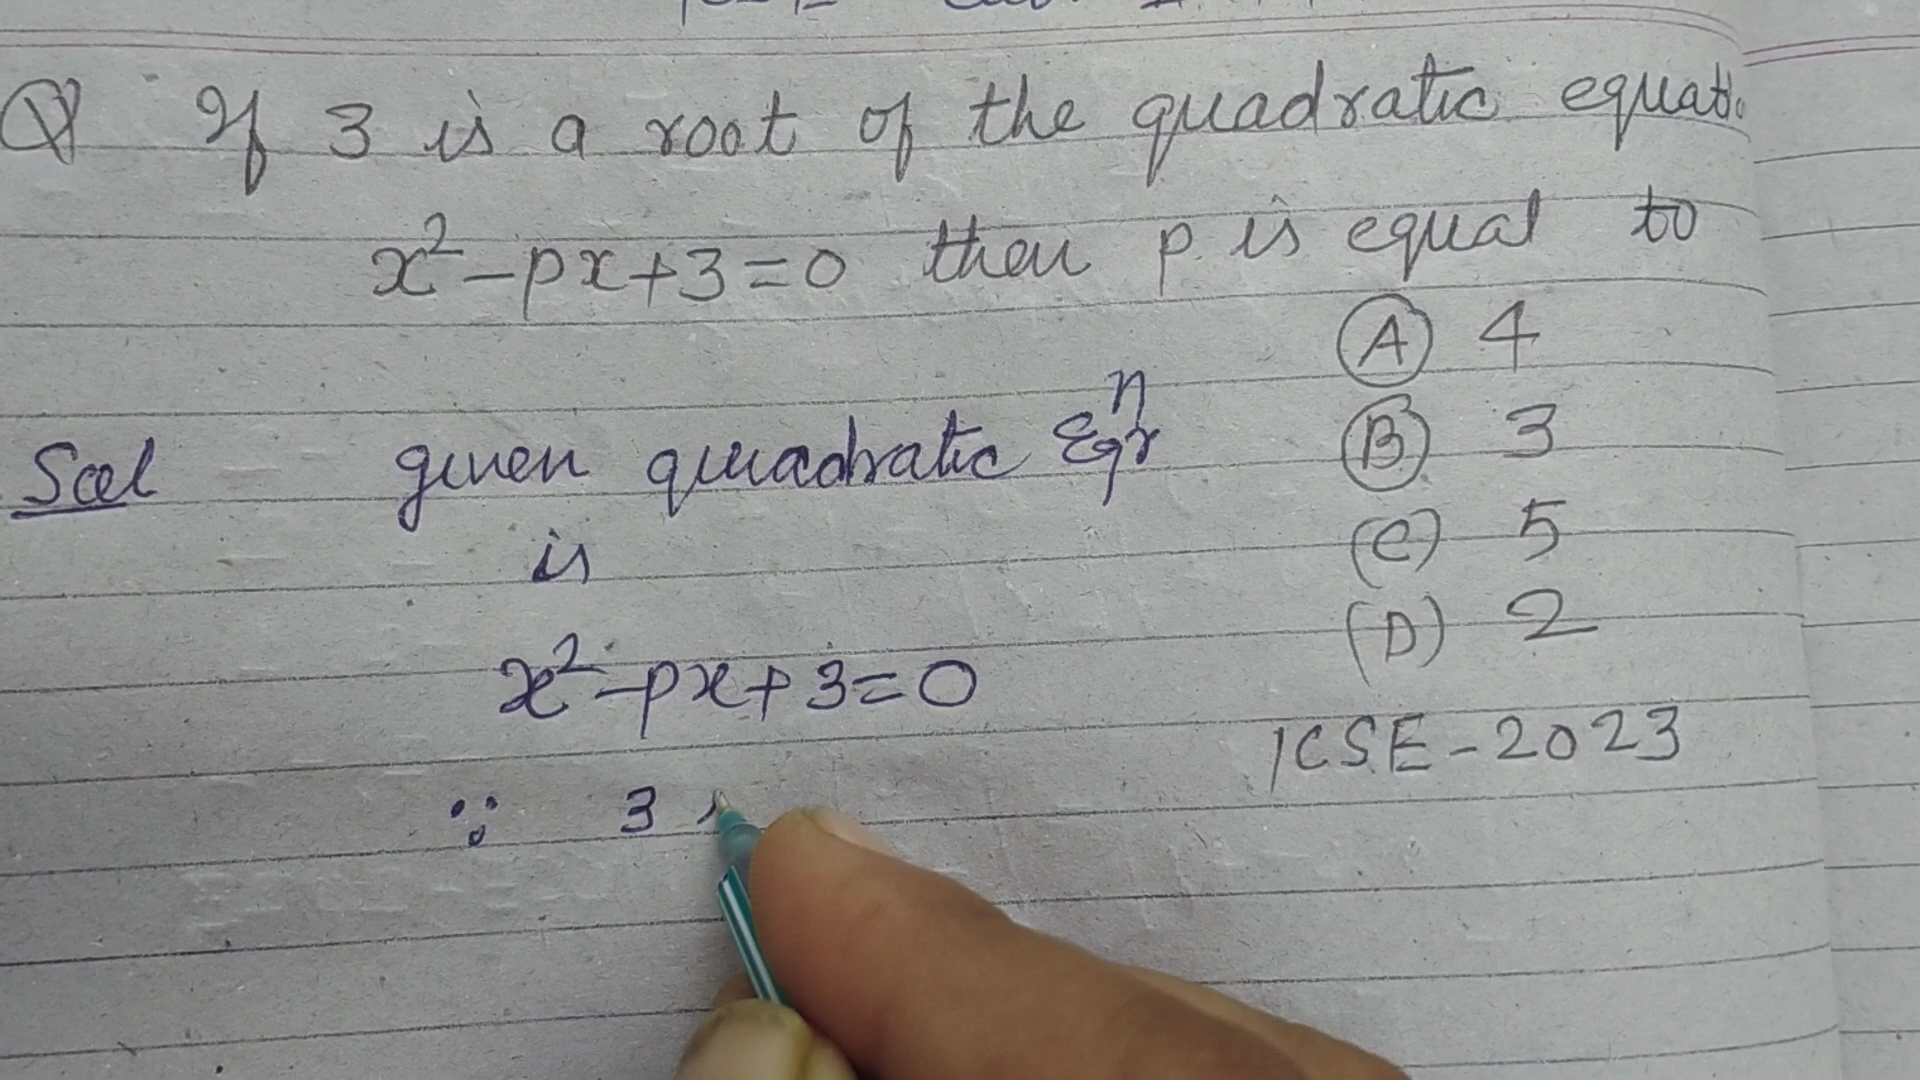 Q If 3 is a root of the quadratic equat.
x²-px+3=0 then p is equal to
(A) 4
(B) 3
(C) 5
(D) 2
ICSE-2023
Sol given quadratic Eqn
is
x²-px+3=0
∵ 3